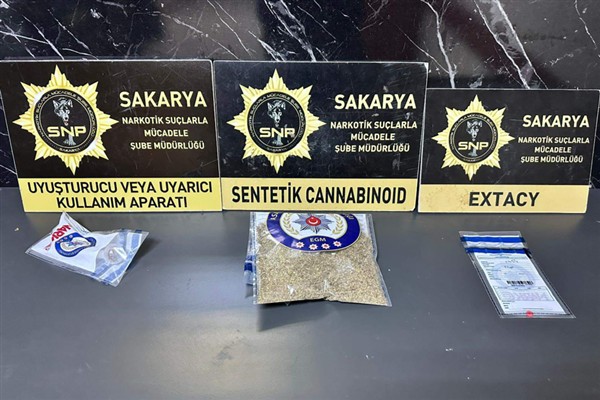 SNP
SAKARYA
NARKOTİK SUÇLARLA
MÜCADELE
ŞUBE MÜDÜRLÜĞÜ
UYUŞTURUCU VEYA UYARICI
KULLANIM APARATI
SNP
SAKARYA
NARKOTİK SUÇLARLA
MÜCADELE
ŞUBE MÜDÜRLÜĞÜ
SENTETİK CANNABINOID
SNP
SAKARYA
NARKOTİK SUÇLARLA
MÜCADELE
ŞUBE MÜDÜRLÜĞÜ
EXTACY
EGM